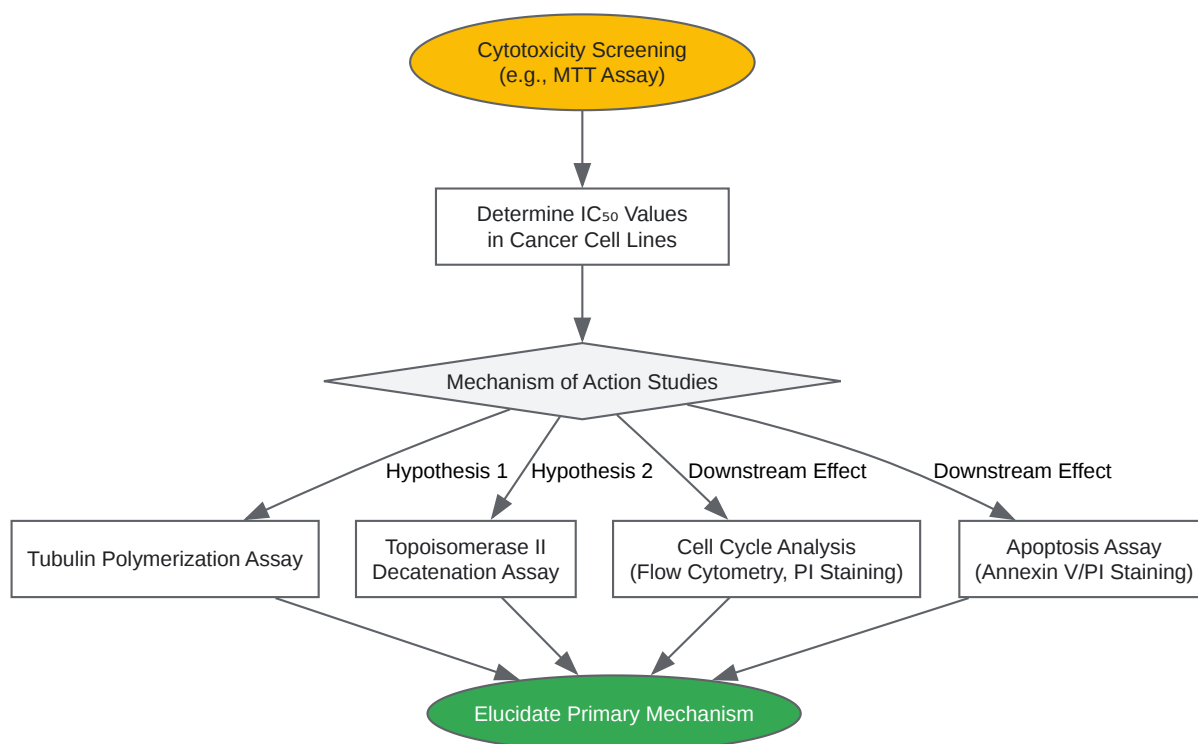 Cytotoxicity Screening
(e.g., MTT Assay)
Determine IC₅₀ Values
in Cancer Cell Lines
Mechanism of Action Studies
Hypothesis 1
Hypothesis 2
Downstream Effect
Downstream Effect
Tubulin Polymerization Assay
Topoisomerase II
Decatenation Assay
Cell Cycle Analysis
(Flow Cytometry, PI Staining)
Apoptosis Assay
(Annexin V/PI Staining)
Elucidate Primary Mechanism